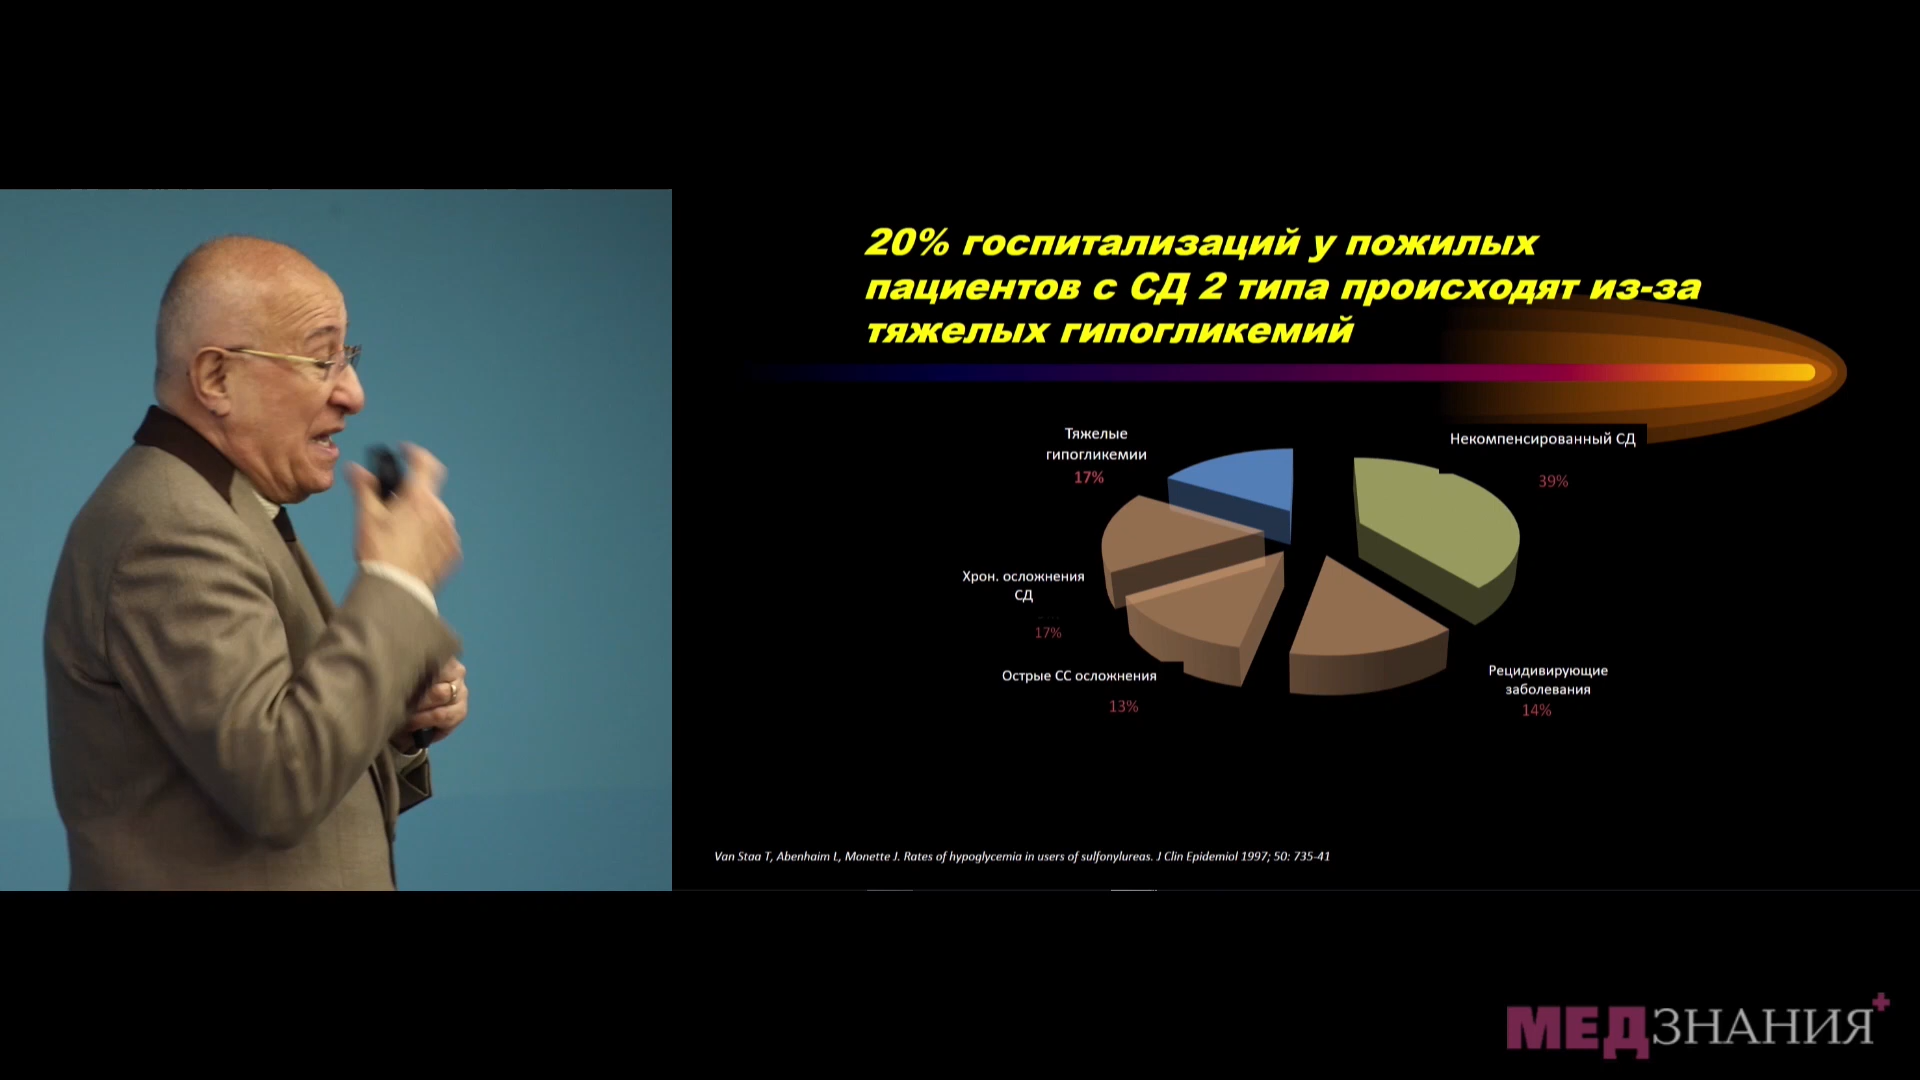 20% госпитализаций у пожилых
пациентов с СД 2 типа происходят из-за
тяжелых гипогликемий
Тяжелые
гипогликемии
17%
Некомпенсированный СД
39%
Хрон. осложнения
СД
17%
Острые СС осложнения
13%
Рецидивирующие
заболевания
14%
Van Staa T, Abenhaim L, Monette J. Rates of hypoglycemia in users of sulfonylureas. J Clin Epidemiol 1997; 50: 735-41
МЕДЗНАНИЯ+